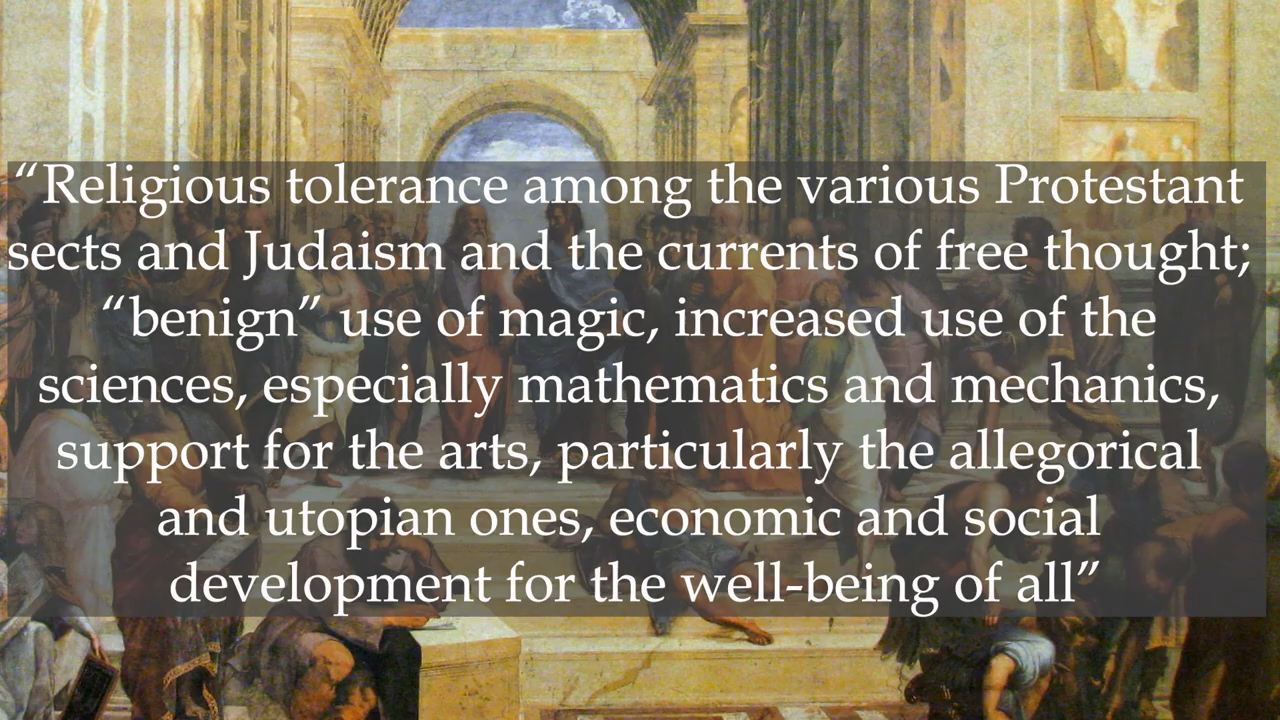 “Religious tolerance among the various Protestant
sects and Judaism and the currents of free thought;
“benign” use of magic, increased use of the
sciences, especially mathematics and mechanics,
support for the arts, particularly the allegorical
and utopian ones, economic and social
development for the well-being of all”